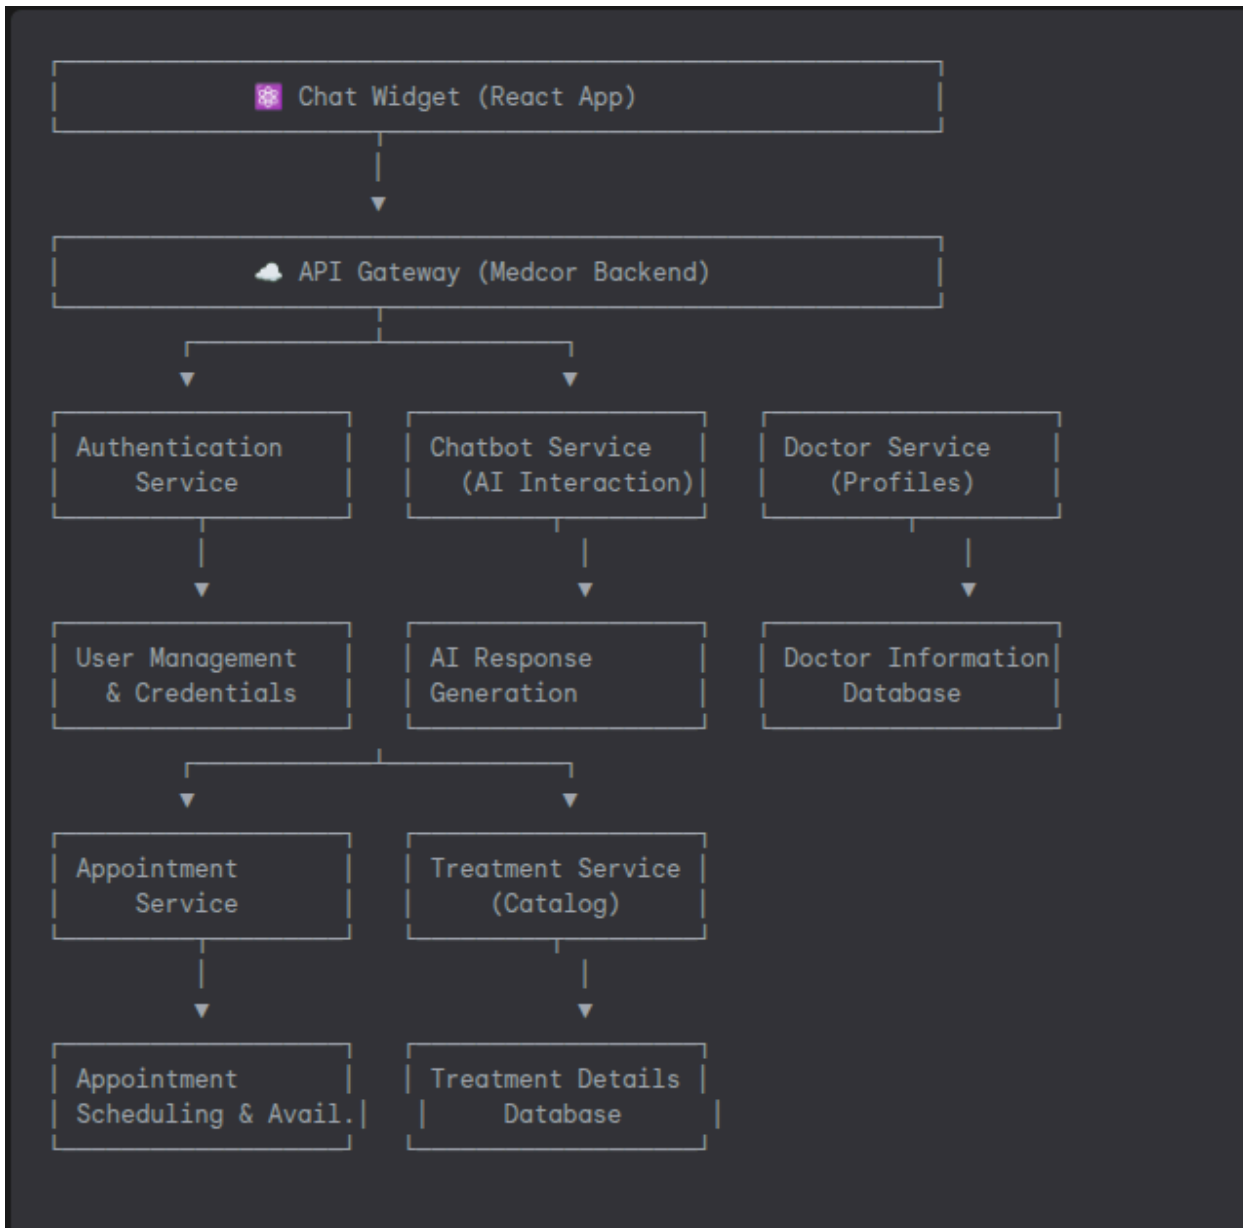 ⚛️ Chat Widget (React App)
☁️ API Gateway (Medcor Backend)
Authentication Service
Chatbot Service (AI Interaction)
Doctor Service (Profiles)
User Management & Credentials
AI Response Generation
Doctor Information Database
Appointment Service
Treatment Service (Catalog)
Appointment Scheduling & Avail.
Treatment Details Database